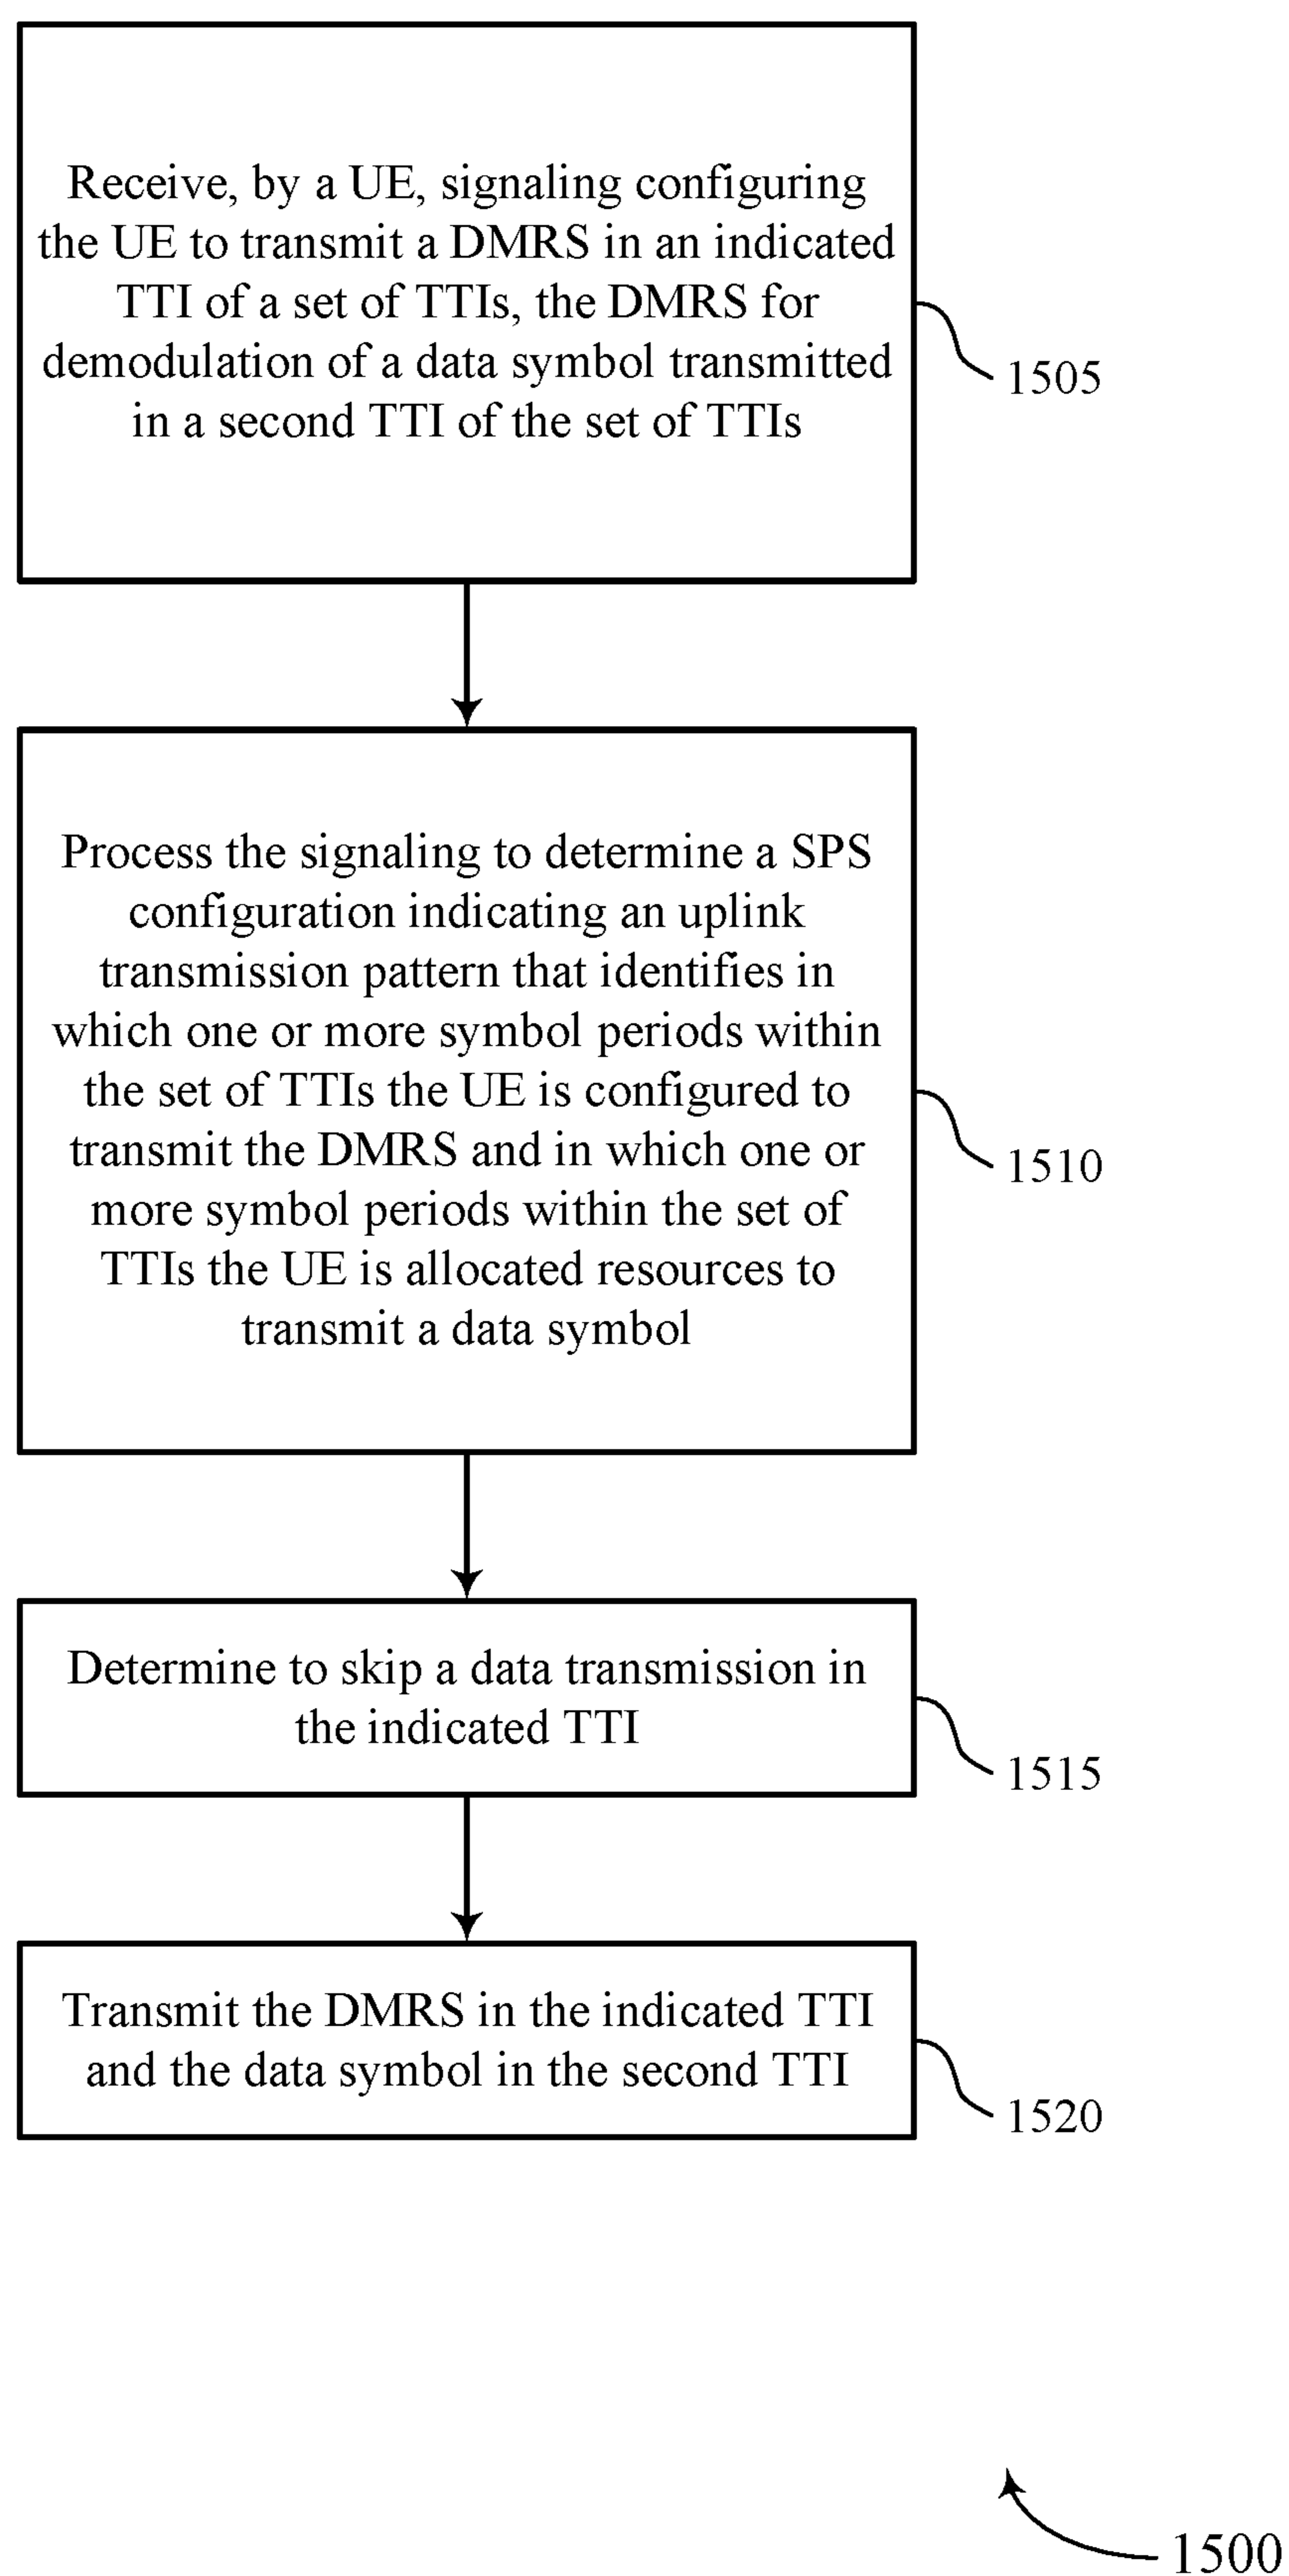 Receive, by a UE, signaling configuring
the UE to transmit a DMRS in an indicated
TTI of a set of TTIs, the DMRS for
demodulation of a data symbol transmitted
in a second TTI of the set of TTIs
1505
Process the signaling to determine a SPS
configuration indicating an uplink
transmission pattern that identifies in
which one or more symbol periods within
the set of TTIs the UE is configured to
transmit the DMRS and in which one or
more symbol periods within the set of
TTIs the UE is allocated resources to
transmit a data symbol
1510
Determine to skip a data transmission in
the indicated TTI
1515
Transmit the DMRS in the indicated TTI
and the data symbol in the second TTI
1520
1500